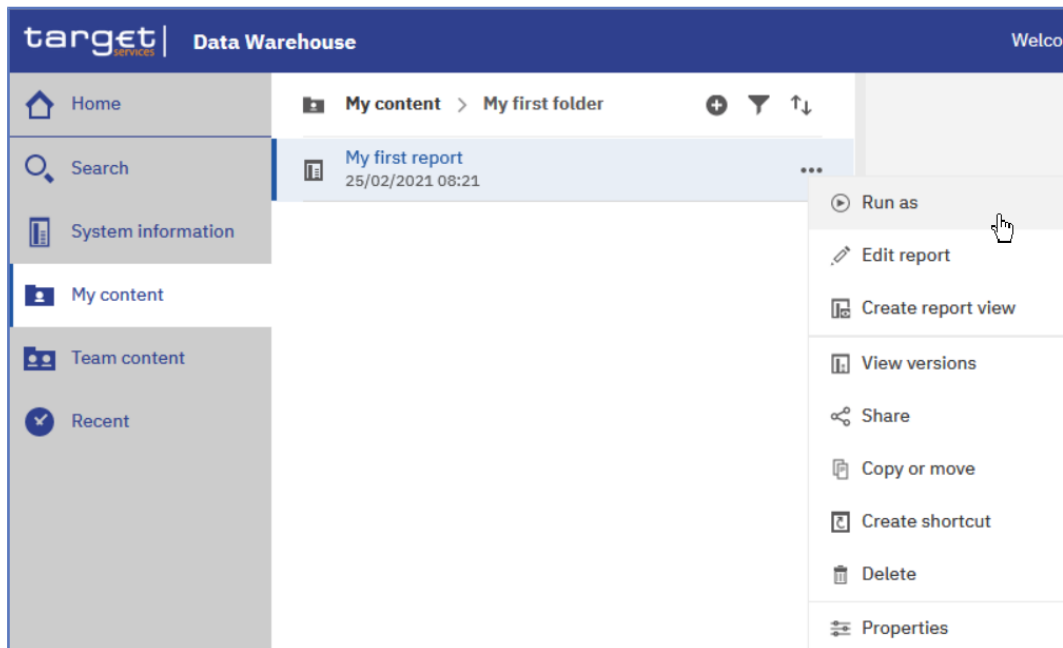 target services
Data Warehouse
Welco
Home
Search
System information
My content
Team content
Recent
My content > My first folder
My first report
25/02/2021 08:21
Run as
Edit report
Create report view
View versions
Share
Copy or move
Create shortcut
Delete
Properties